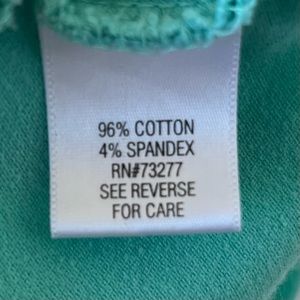 96% COTTON
4% SPANDEX
RN#73277
SEE REVERSE
FOR CARE